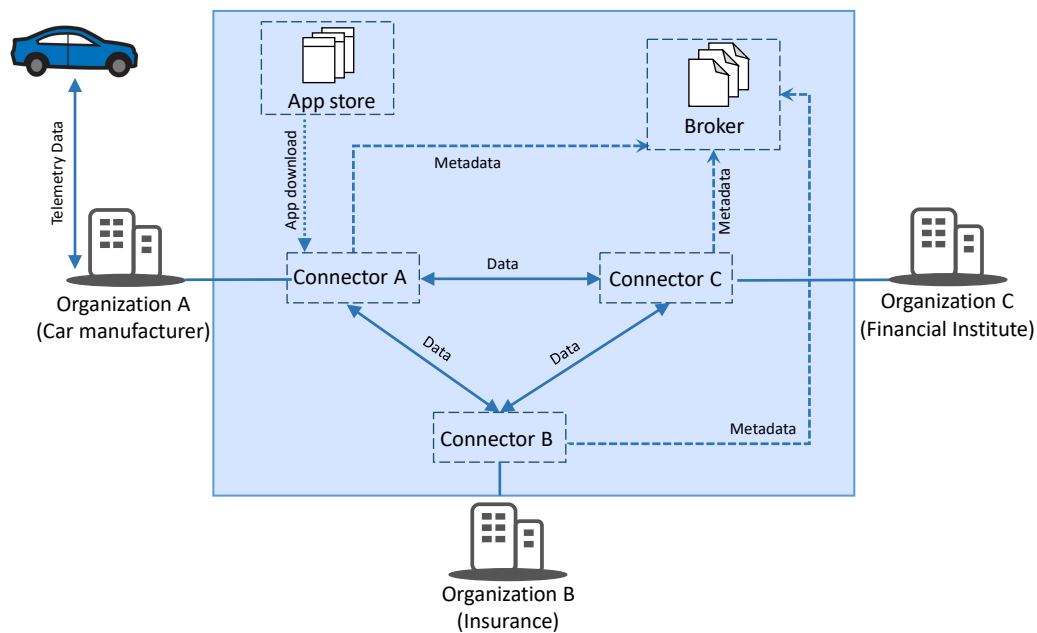 App store
Broker
Telemetry Data
App download
Metadata
Metadata
Connector A
Data
Connector C
Organization A
(Car manufacturer)
Organization C
(Financial Institute)
Data
Data
Connector B
Metadata
Organization B
(Insurance)